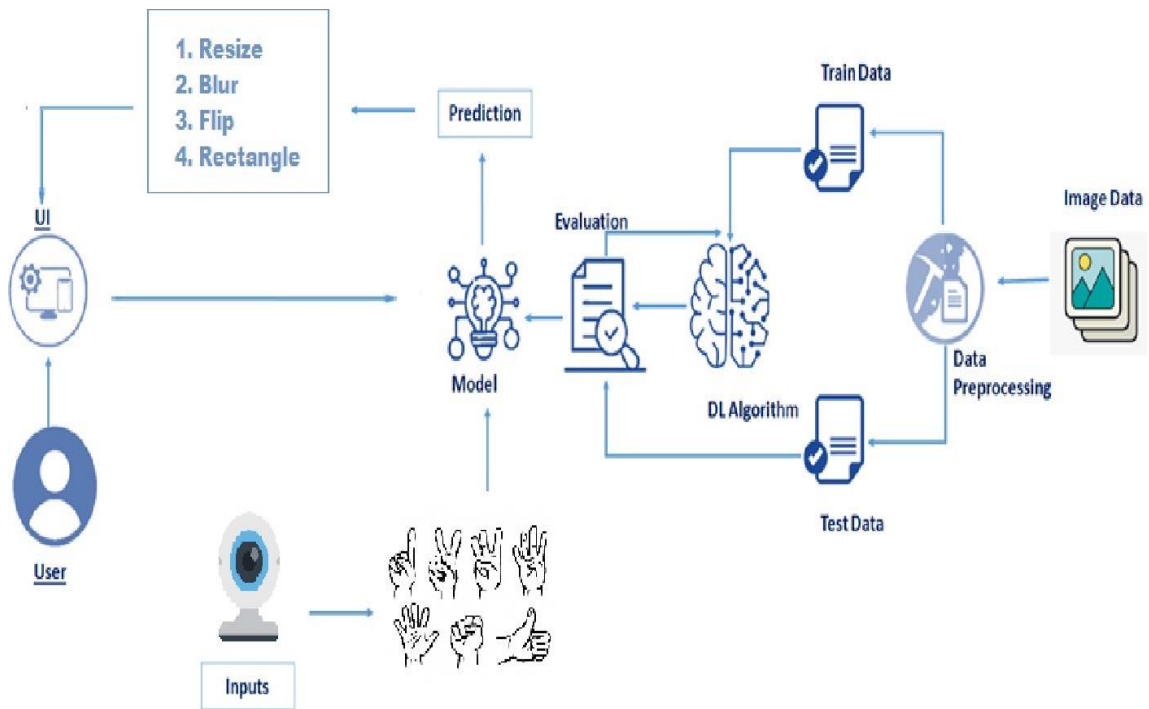 1. Resize
2. Blur
3. Flip
4. Rectangle
Prediction
Train Data
UI
Evaluation
Image Data
Model
DL Algorithm
Data
Preprocessing
Test Data
User
Inputs